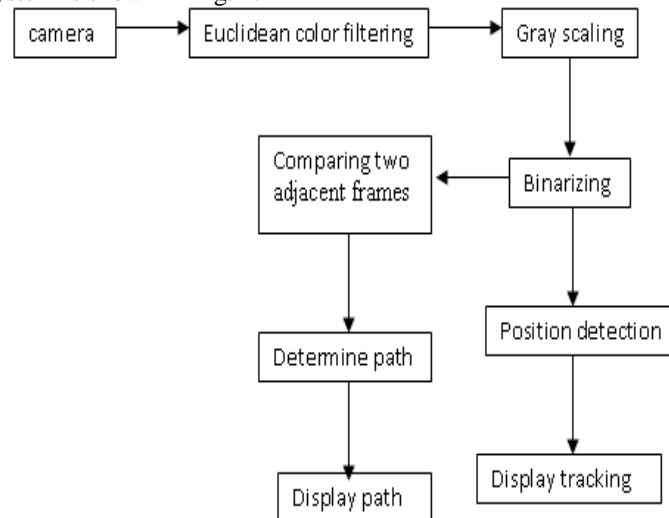 camera
Euclidean color filtering
Gray scaling
Comparing two
adjacent frames
Binarizing
Position detection
Determine path
Display tracking
Display path